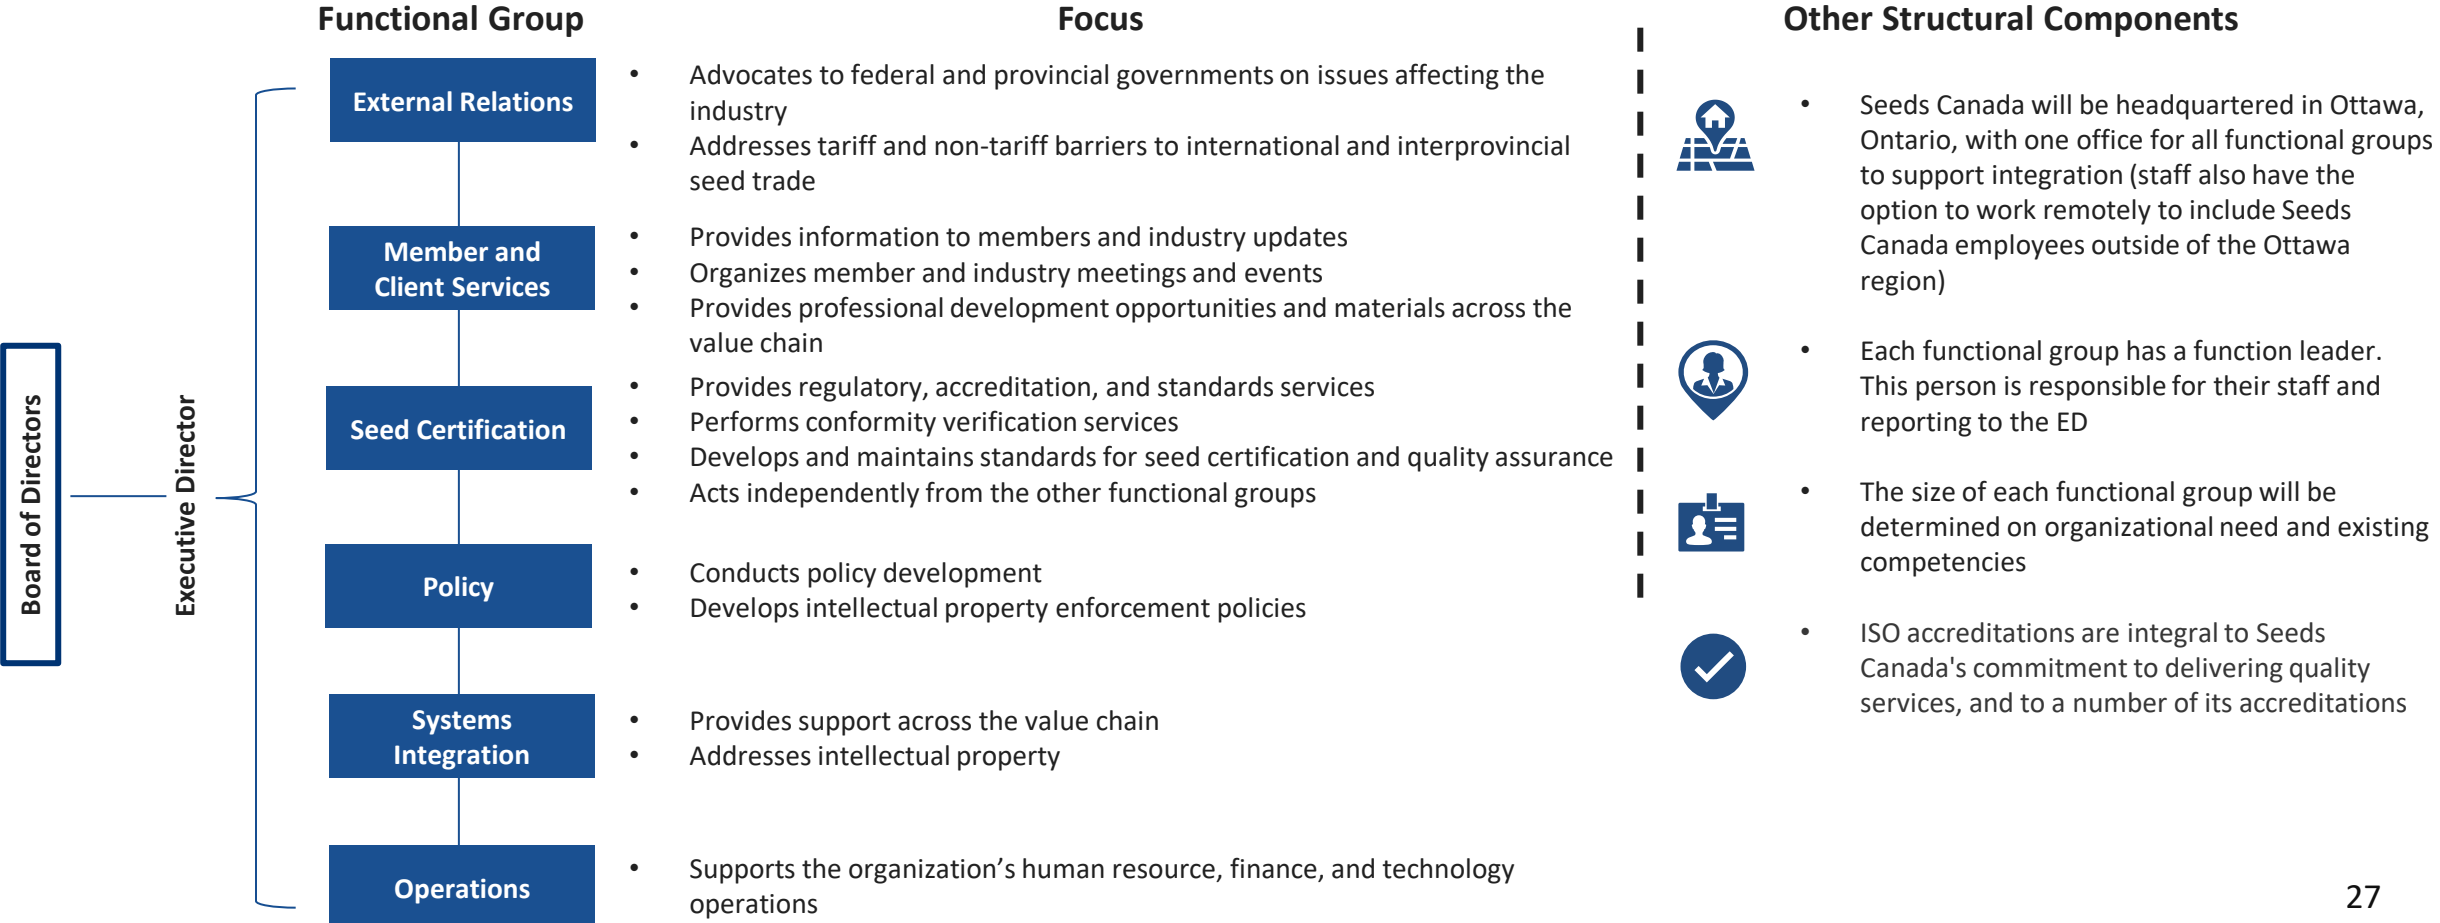 Functional Group
Focus
Other Structural Components
Board of Directors
Executive Director
External Relations
• Advocates to federal and provincial governments on issues affecting the
industry
• Addresses tariff and non-tariff barriers to international and interprovincial
seed trade
Member and
Client Services
• Provides information to members and industry updates
• Organizes member and industry meetings and events
• Provides professional development opportunities and materials across the
value chain
Seed Certification
• Provides regulatory, accreditation, and standards services
• Performs conformity verification services
• Develops and maintains standards for seed certification and quality assurance
• Acts independently from the other functional groups
Policy
• Conducts policy development
• Develops intellectual property enforcement policies
Systems
Integration
• Provides support across the value chain
• Addresses intellectual property
Operations
• Supports the organization’s human resource, finance, and technology
operations
• Seeds Canada will be headquartered in Ottawa,
Ontario, with one office for all functional groups
to support integration (staff also have the
option to work remotely to include Seeds
Canada employees outside of the Ottawa
region)
• Each functional group has a function leader.
This person is responsible for their staff and
reporting to the ED
• The size of each functional group will be
determined on organizational need and existing
competencies
• ISO accreditations are integral to Seeds
Canada's commitment to delivering quality
services, and to a number of its accreditations
27